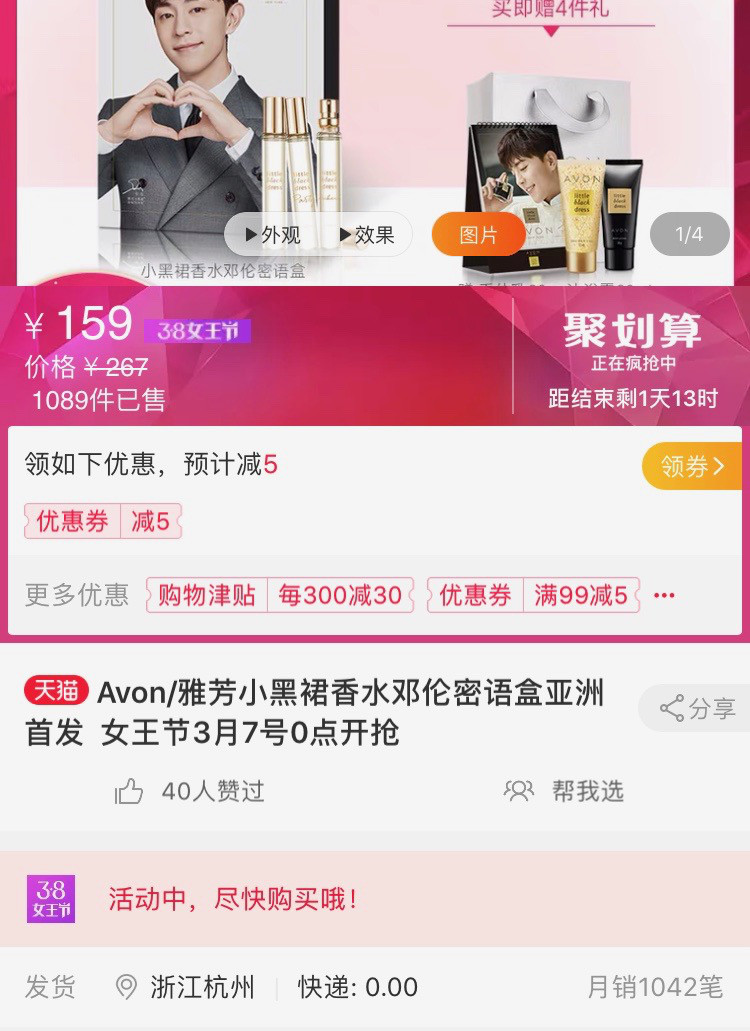 买即赠4件礼
AVON
little
black
dress
little
black
dress
外观
效果
图片
1/4
小黑裙香水邓伦密语盒
¥ 159
3·8女王节
聚划算
正在疯抢中
价格 ¥ 267
1089件已售
距结束剩1天13时
领如下优惠，预计减5
领券
优惠券 减5
更多优惠 购物津贴 每300减30 优惠券 满99减5 ···
天猫 Avon/雅芳小黑裙香水邓伦密语盒亚洲
首发 女王节3月7号0点开抢
分享
40人赞过
帮我选
3·8
女王节
活动中，尽快购买哦！
发货 浙江杭州 快递: 0.00 月销1042笔